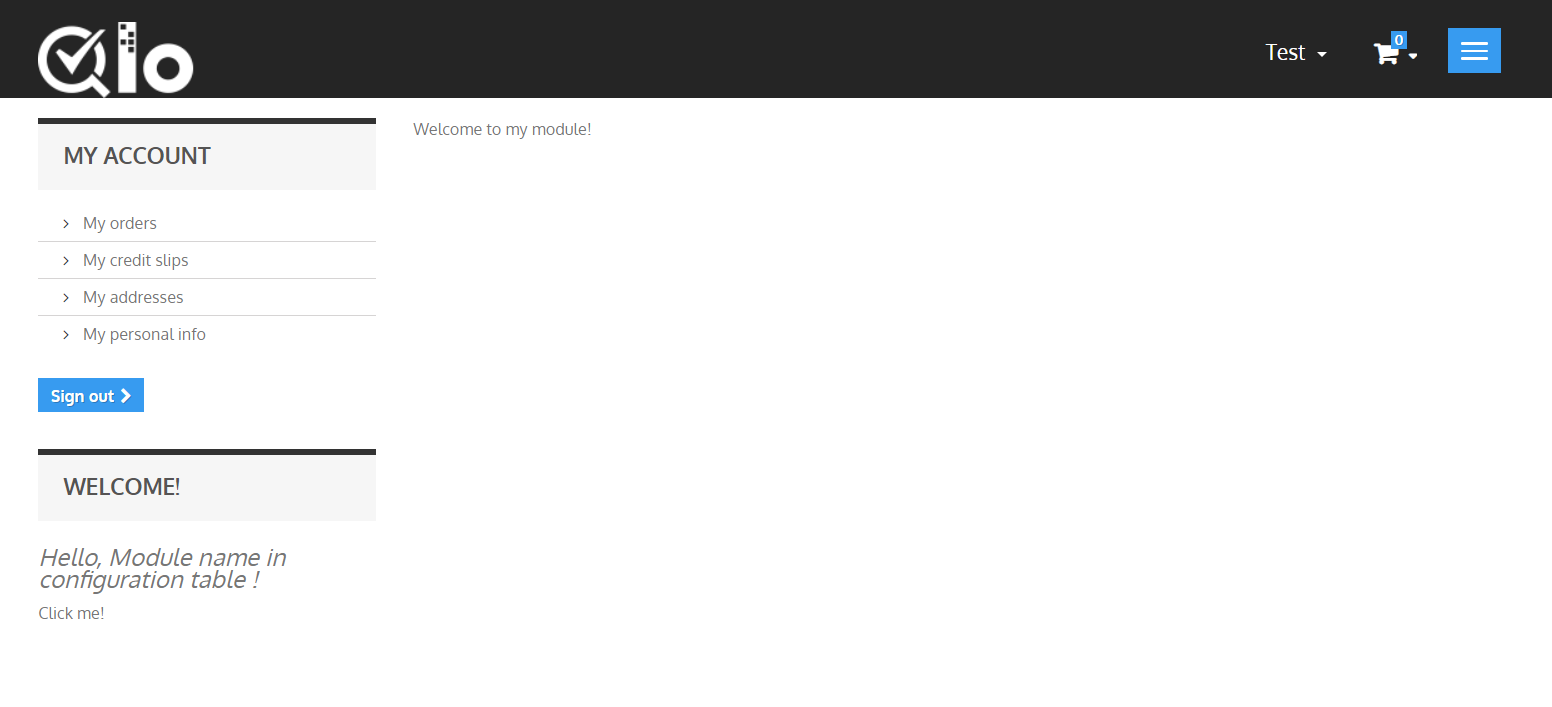 Qlo
Test
0
MY ACCOUNT
My orders
My credit slips
My addresses
My personal info
Sign out
WELCOME!
Hello, Module name in
configuration table !
Click me!
Welcome to my module!